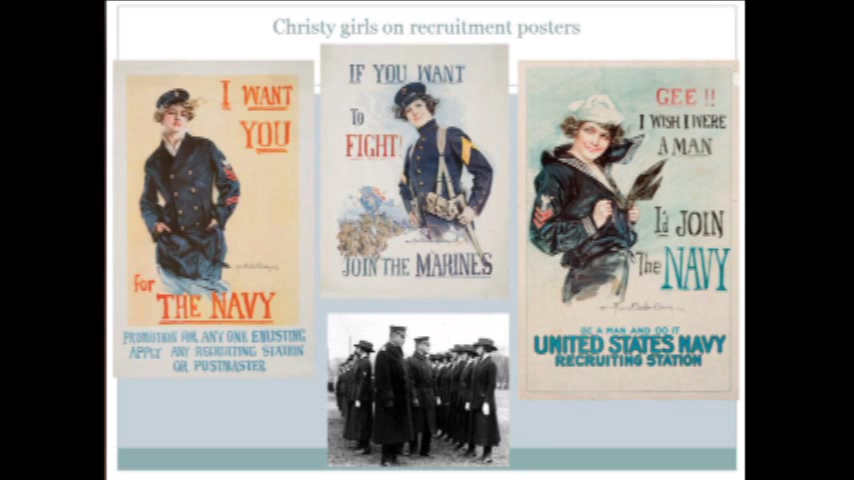 Christy girls on recruitment posters
I WANT
YOU
for
THE NAVY
PROMOTION FOR ANY ONE ENLISTING
APPLY ANY RECRUITING STATION
OR POSTMASTER
IF YOU WANT
TO
FIGHT!
JOIN THE MARINES
GEE !!
I WISH I WERE
A MAN
I'd JOIN
The NAVY
BE A MAN AND DO IT
UNITED STATES NAVY
RECRUITING STATION